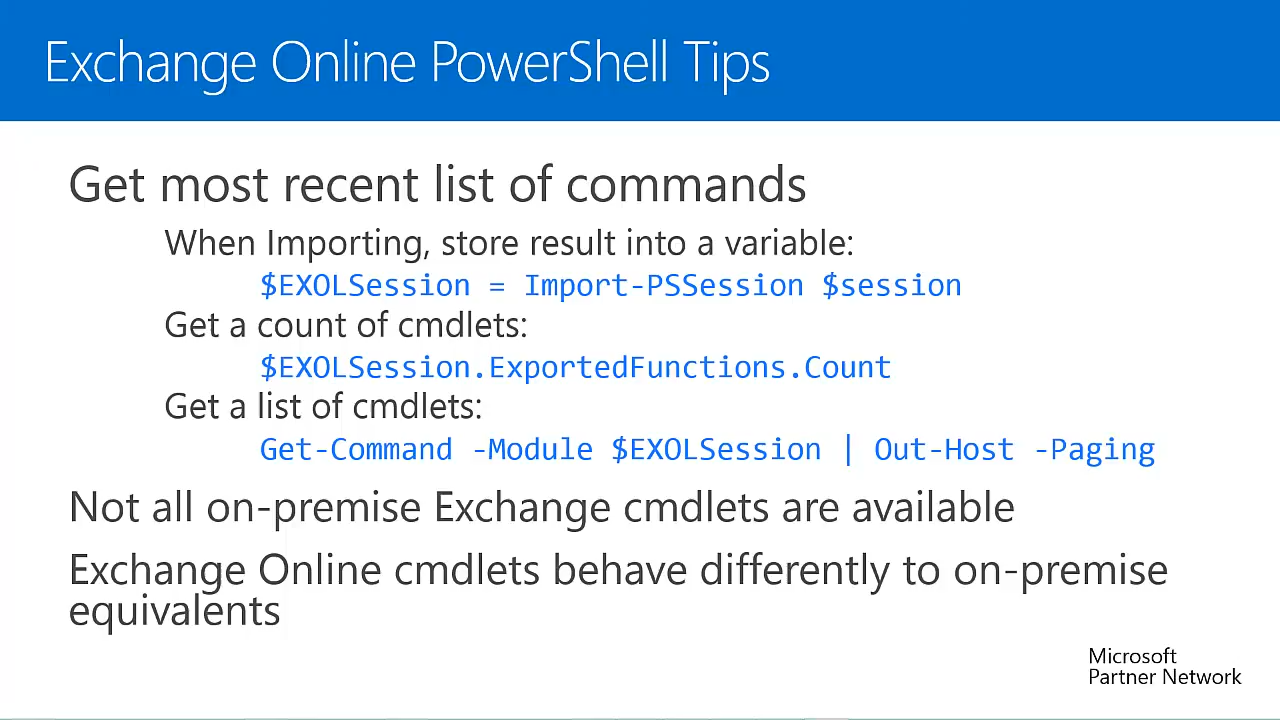 Exchange Online PowerShell Tips
Get most recent list of commands
When Importing, store result into a variable:
$EXOLSession = Import-PSSession $session
Get a count of cmdlets:
$EXOLSession.ExportedFunctions.Count
Get a list of cmdlets:
Get-Command -Module $EXOLSession | Out-Host -Paging
Not all on-premise Exchange cmdlets are available
Exchange Online cmdlets behave differently to on-premise
equivalents
Microsoft
Partner Network